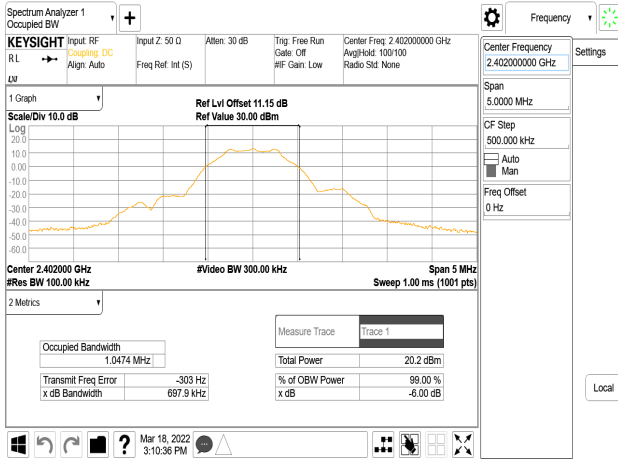 Spectrum Analyzer 1
Occupied BW
Frequency
KEYSIGHT
R L
Input: RF
Coupling: DC
Align: Auto
Input Z: 50 Ω
Freq Ref: Int (S)
Atten: 30 dB
Trig: Free Run
Gate: Off
#IF Gain: Low
Center Freq: 2.402000000 GHz
Avg|Hold: 100/100
Radio Std: None
Center Frequency
2.402000000 GHz
Span
5.0000 MHz
CF Step
500.000 kHz
Auto
Man
Freq Offset
0 Hz
Settings
Local
1 Graph
Scale/Div 10.0 dB
Ref Lvl Offset 11.15 dB
Ref Value 30.00 dBm
Log
20.0
10.0
0.00
-10.0
-20.0
-30.0
-40.0
-50.0
-60.0
Center 2.402000 GHz
#Video BW 300.00 kHz
Span 5 MHz
#Res BW 100.00 kHz
Sweep 1.00 ms (1001 pts)
2 Metrics
Measure Trace Trace 1
Occupied Bandwidth
1.0474 MHz
Total Power 20.2 dBm
Transmit Freq Error -303 Hz
% of OBW Power 99.00 %
x dB Bandwidth 697.9 kHz
x dB -6.00 dB
?
Mar 18, 2022
3:10:36 PM